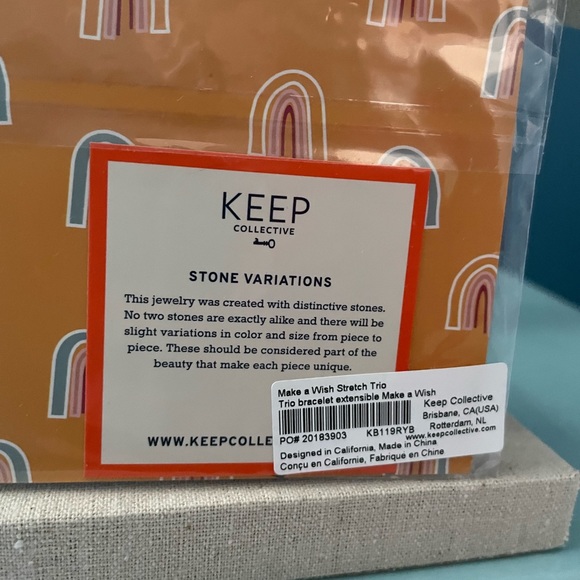 KEEP
COLLECTIVE
STONE VARIATIONS
This jewelry was created with distinctive stones.
No two stones are exactly alike and there will be
slight variations in color and size from piece to
piece. These should be considered part of the
beauty that make each piece unique.
WWW.KEEPCOLLE
Make a Wish Stretch Trio
Trio bracelet extensible Make a Wish
PO# 20183903 KB119RYB
Keep Collective
Brisbane, CA(USA)
Rotterdam, NL
www.keepcollective.com
Designed in California, Made in China
Conçu en Californie, Fabrique en Chine